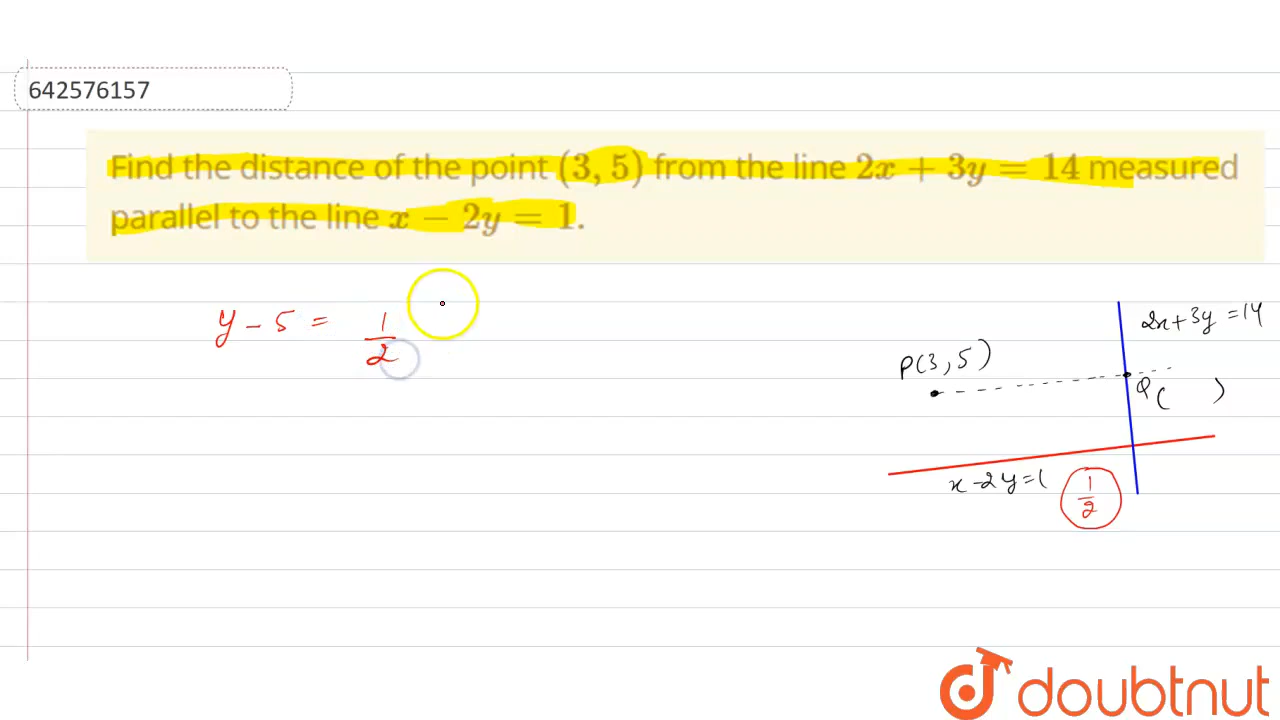 642576157
Find the distance of the point (3, 5) from the line 2x + 3y = 14 measured
parallel to the line x − 2y = 1.
y - 5 = 1/2
2x+3y=14
P(3,5)
Q( )
x-2y=1
1/2
doubtnut